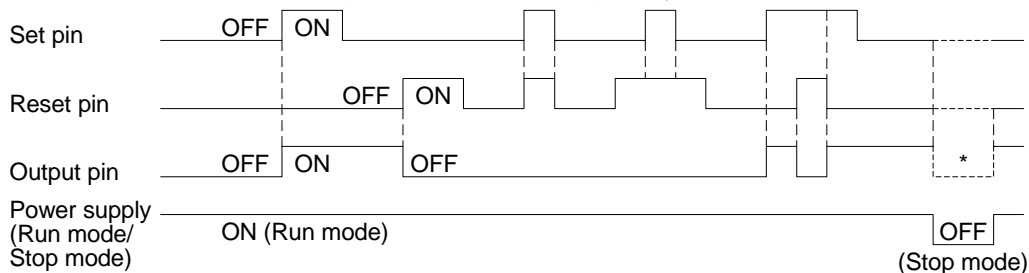 Set pin OFF ON
Reset pin OFF ON
Output pin OFF ON OFF *
Power supply
(Run mode/
Stop mode)
ON (Run mode)
OFF
(Stop mode)